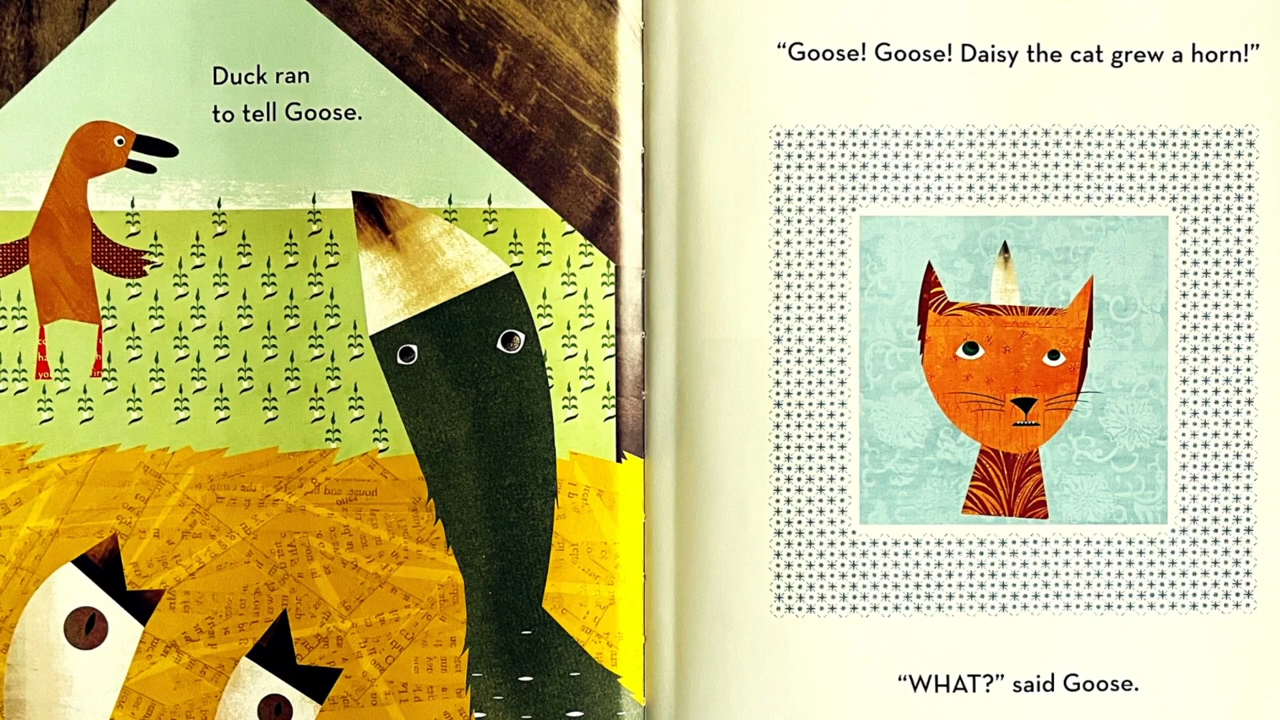 Duck ran
to tell Goose.
“Goose! Goose! Daisy the cat grew a horn!”
“WHAT?” said Goose.